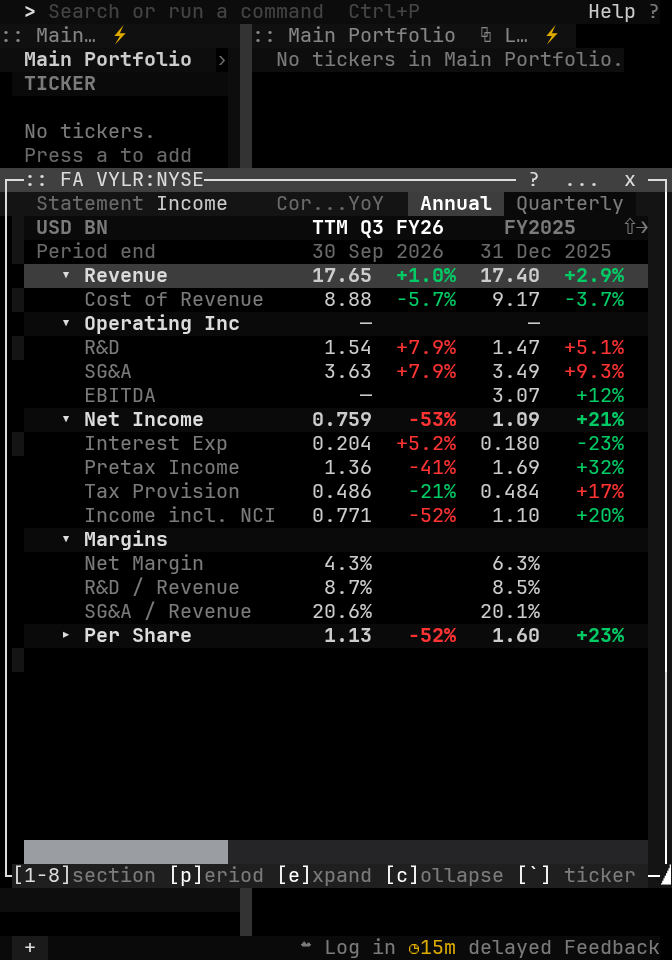 > Search or run a command  Ctrl+P  Help ?
:: Main… ⚡ :: Main Portfolio L… ⚡
Main Portfolio › No tickers in Main Portfolio.
TICKER
No tickers.
Press a to add
:: FA VYLR:NYSE ? ... x
Statement Income Cor...YoY Annual Quarterly
USD BN TTM Q3 FY26 FY2025 ⇧→
Period end 30 Sep 2026 31 Dec 2025
▾ Revenue 17.65 +1.0% 17.40 +2.9%
Cost of Revenue 8.88 -5.7% 9.17 -3.7%
▾ Operating Inc — —
R&D 1.54 +7.9% 1.47 +5.1%
SG&A 3.63 +7.9% 3.49 +9.3%
EBITDA — 3.07 +12%
▾ Net Income 0.759 -53% 1.09 +21%
Interest Exp 0.204 +5.2% 0.180 -23%
Pretax Income 1.36 -41% 1.69 +32%
Tax Provision 0.486 -21% 0.484 +17%
Income incl. NCI 0.771 -52% 1.10 +20%
▾ Margins
Net Margin 4.3% 6.3%
R&D / Revenue 8.7% 8.5%
SG&A / Revenue 20.6% 20.1%
▸ Per Share 1.13 -52% 1.60 +23%
[1-8]section [p]eriod [e]xpand [c]ollapse [`] ticker
+ Log in ◔15m delayed Feedback